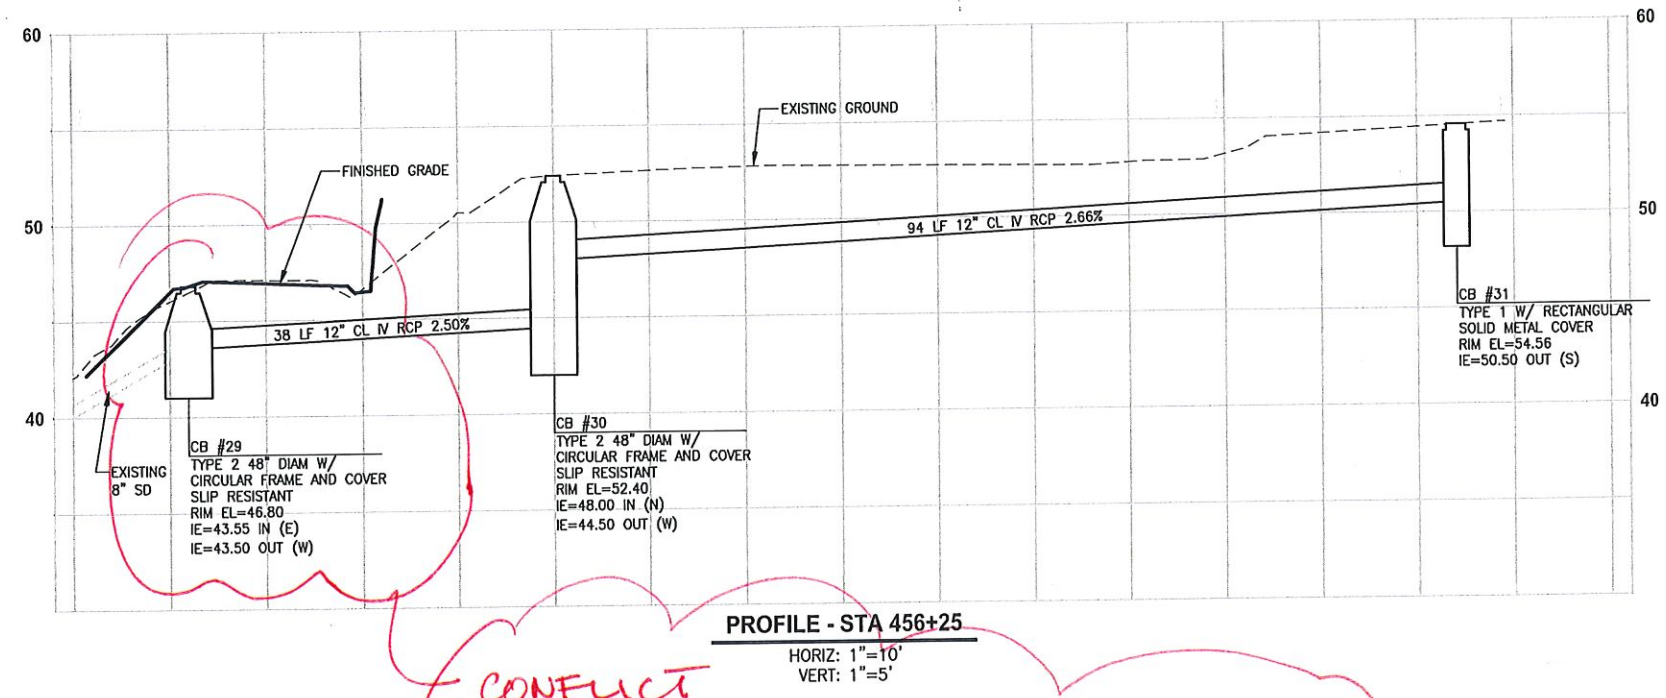 60
60
EXISTING GROUND
FINISHED GRADE
50
50
94 LF 12" CL IV RCP 2.66%
38 LF 12" CL IV RCP 2.50%
CB #31
TYPE 1 W/ RECTANGULAR
SOLID METAL COVER
RIM EL=54.56
IE=50.50 OUT (S)
40
40
EXISTING
8" SD
CB #29
TYPE 2 48" DIAM W/
CIRCULAR FRAME AND COVER
SLIP RESISTANT
RIM EL=46.80
IE=43.55 IN (E)
IE=43.50 OUT (W)
CB #30
TYPE 2 48" DIAM W/
CIRCULAR FRAME AND COVER
SLIP RESISTANT
RIM EL=52.40
IE=48.00 IN (N)
IE=44.50 OUT (W)
PROFILE - STA 456+25
HORIZ: 1"=10'
VERT: 1"=5'
CONFLICT